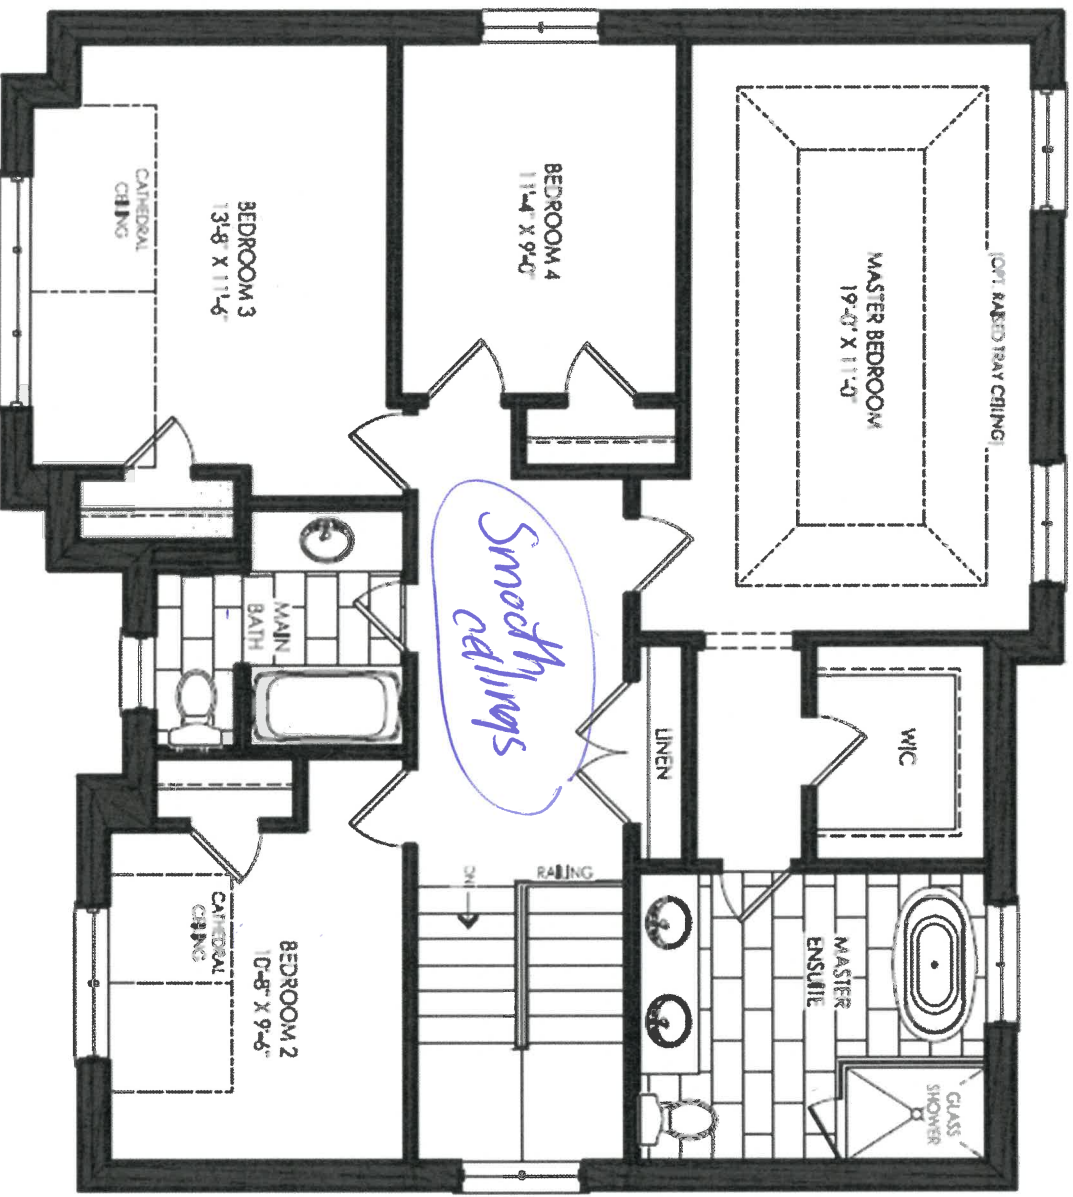 BEDROOM 3
13'-8" X 11'-6"
CATHEDRAL
CEILING
BEDROOM 4
11'-4" X 9'-0"
(OPT. RAISED TRAY CEILING)
MASTER BEDROOM
19'-0" X 11'-0"
Smooth
ceilings
MAIN
BATH
LINEN
WIC
RAILING
DN
MASTER
ENSUITE
GLASS
SHOWER
BEDROOM 2
10'-8" X 9'-6"
CATHEDRAL
CEILING